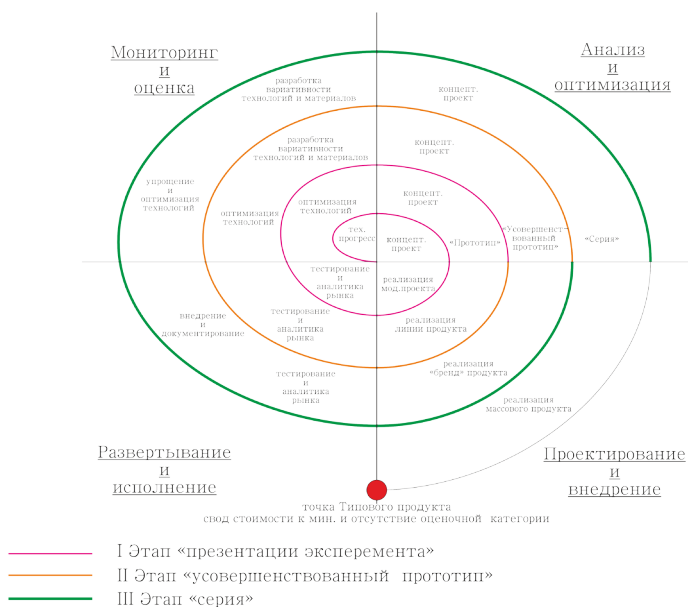 Мониторинг
и
оценка
Анализ
и
оптимизация
разработка
вариативности
технологий и материалов
концепт.
проект
разработка
вариативности
технологий и материалов
концепт.
проект
упрощение
и
оптимизация
технологий
оптимизация
технологий
оптимизация
технологий
концепт.
проект
тех.
прогресс
концепт.
проект
«Прототип»
«Усовершенст-
вованный
прототип»
«Серия»
тестирование
и
аналитика
рынка
реализация
мод.проекта
внедрение
и
документирование
тестирование
и
аналитика
рынка
реализация
линии продукта
тестирование
и
аналитика
рынка
реализация
«бренд» продукта
реализация
массового продукта
Развертывание
и
исполнение
Проектирование
и
внедрение
точка Типового продукта
свод стоимости к мин. и отсутствие оценочной категории
I Этап «презентации эксперемента»
II Этап «усовершенствованный прототип»
III Этап «серия»